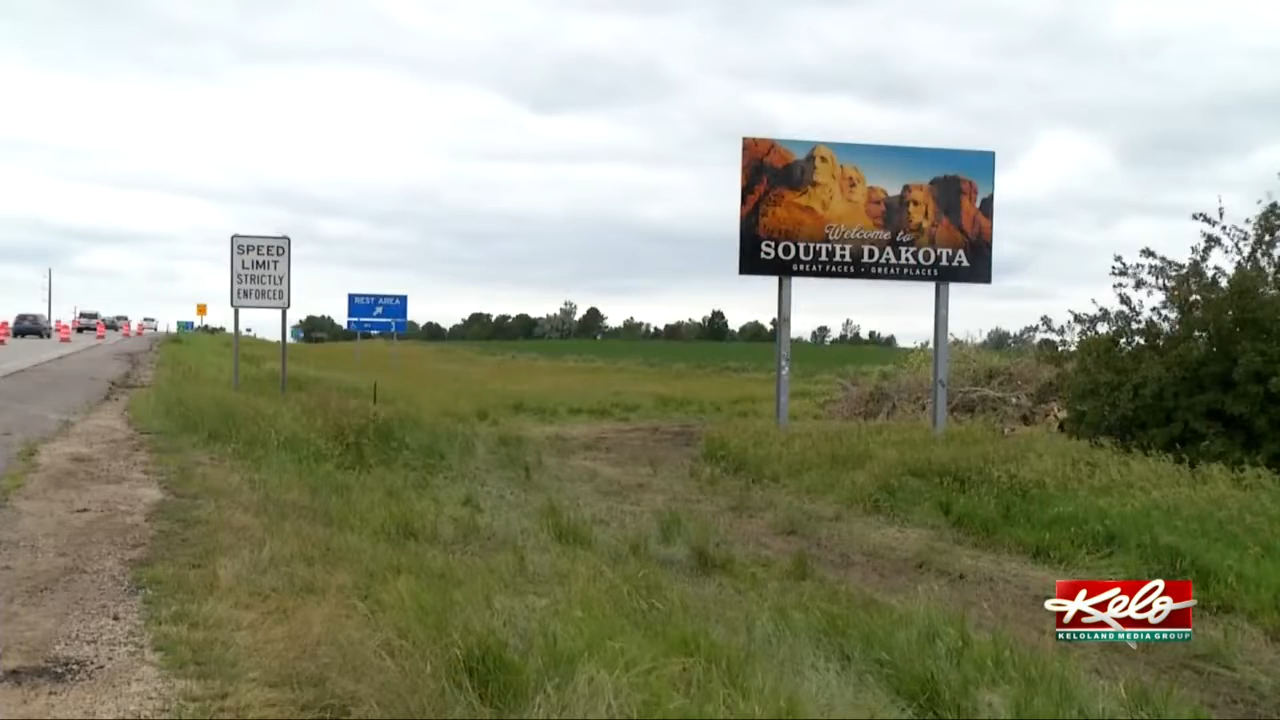 SPEED
LIMIT
STRICTLY
ENFORCED
REST AREA
Welcome to
SOUTH DAKOTA
GREAT FACES • GREAT PLACES
Kelo
KELOLAND MEDIA GROUP